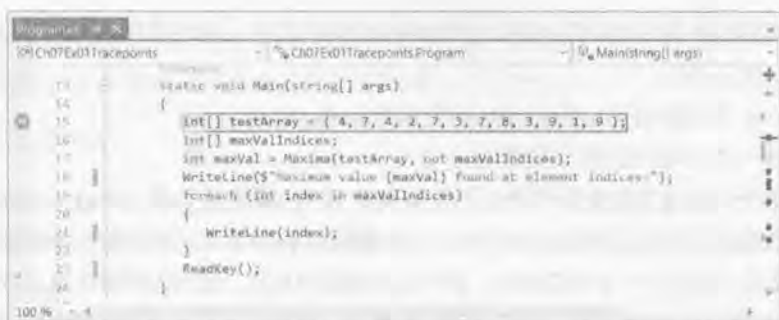 Program.cs
Ch07Ex01Tracepoints
Ch07Ex01Tracepoints.Program
Main(string[] args)
13 static void Main(string[] args)
14 {
15 int[] testArray = { 4, 7, 4, 2, 7, 3, 7, 8, 3, 9, 1, 9 };
16 int[] maxValIndices;
17 int maxVal = Maxima(testArray, out maxValIndices);
18 WriteLine($"Maximum value {maxVal} found at element indices:");
19 foreach (int index in maxValIndices)
20 {
21 WriteLine(index);
22 }
23 ReadKey();
24 }
100 %